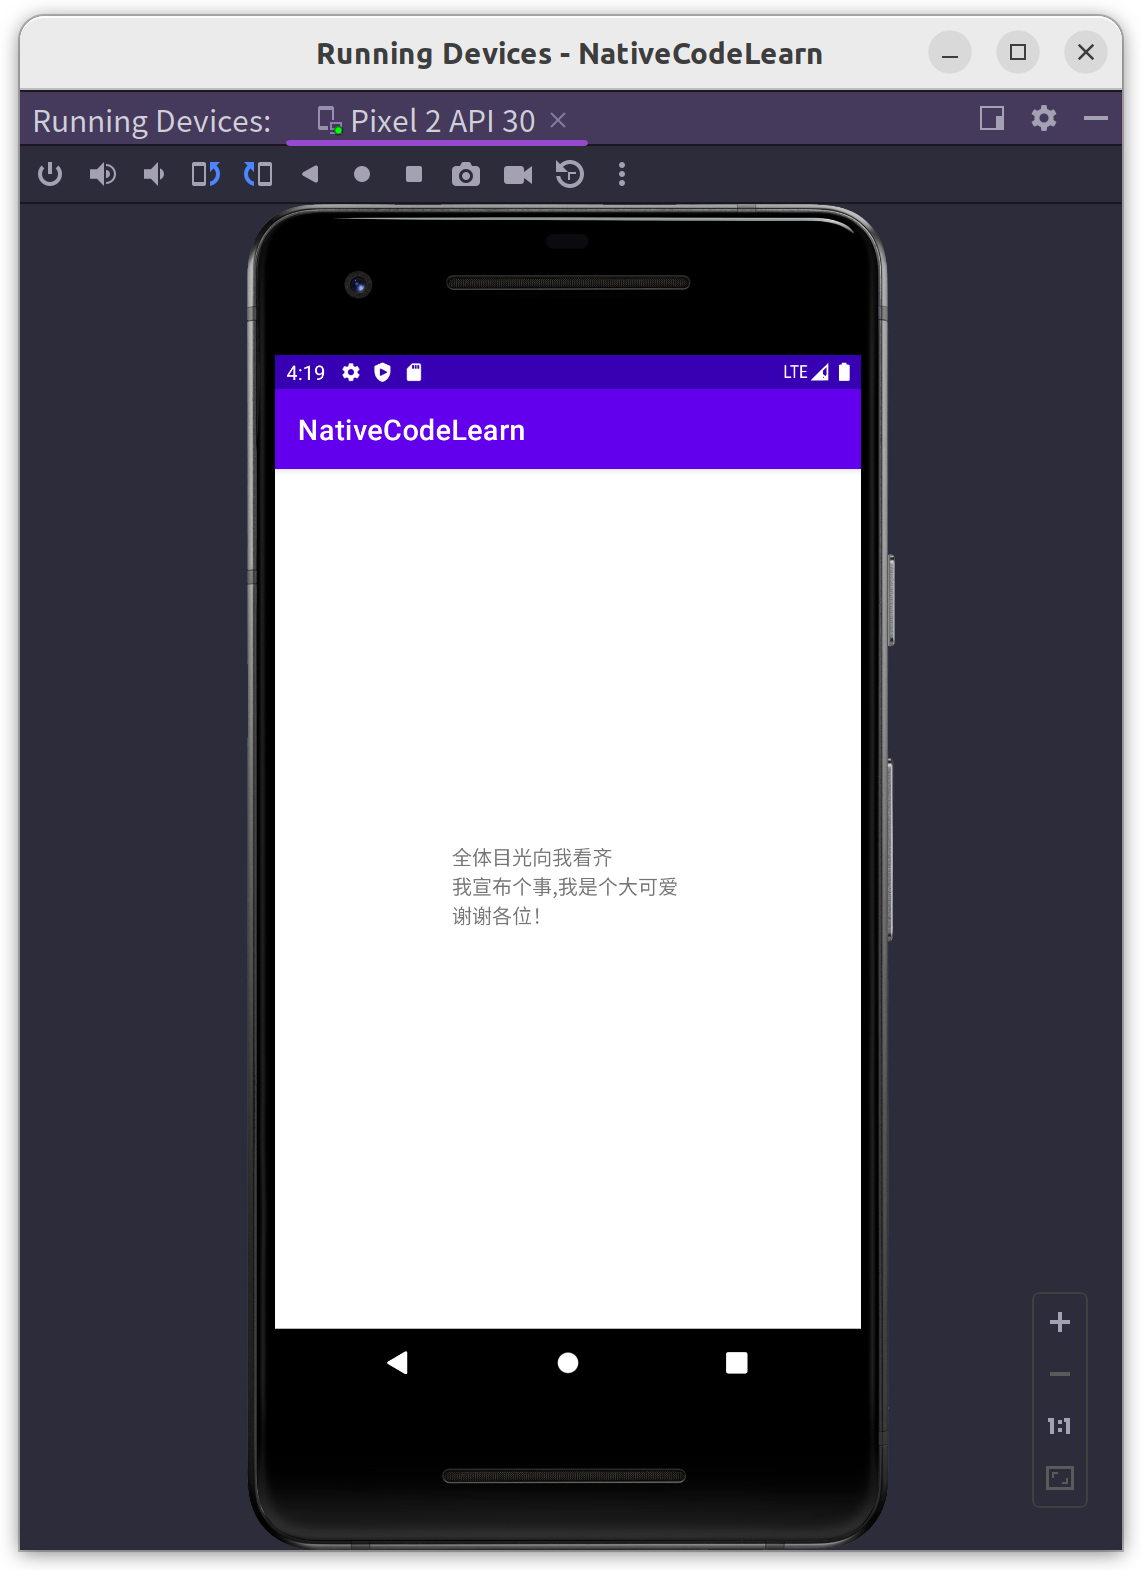 Running Devices - NativeCodeLearn
Running Devices: Pixel 2 API 30
4:19 LTE
NativeCodeLearn
全体目光向我看齐
我宣布个事,我是个大可爱
谢谢各位!
1:1